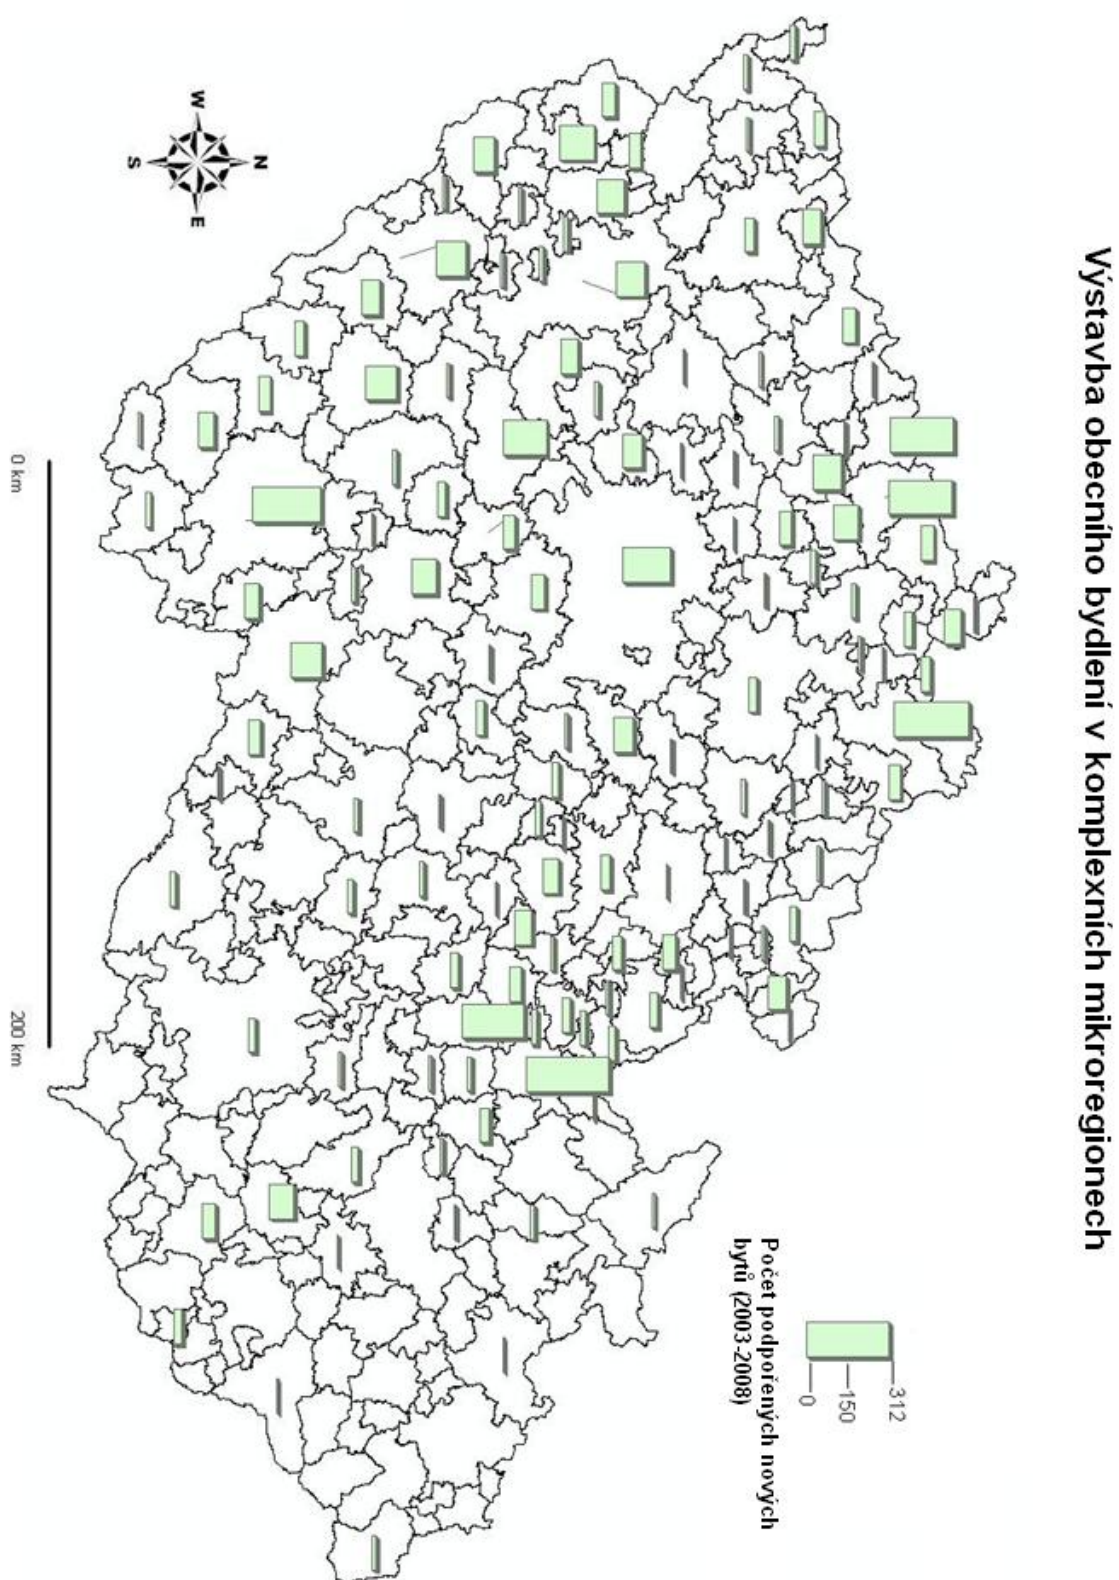 Výstavba obecního bydlení v komplexních mikroregionech
N
W
E
S
312
150
0
Počet podpořených nových
bytů (2003-2008)
0 km
200 km